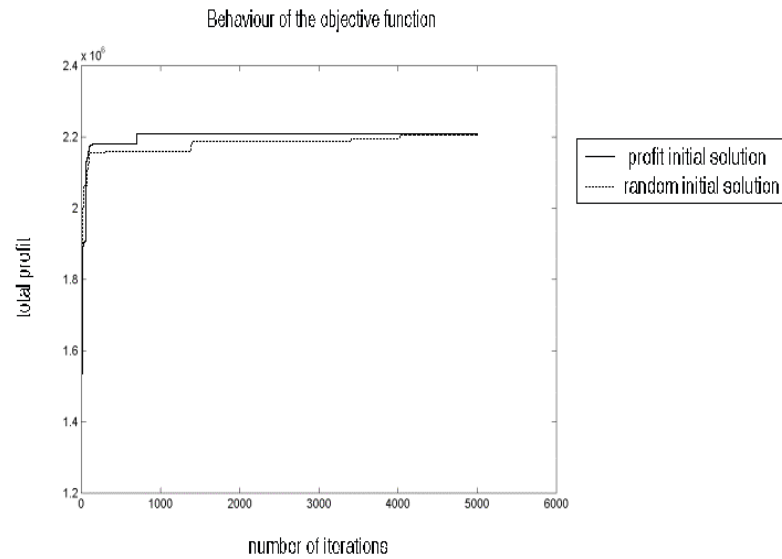 Behaviour of the objective function
x 10^6
2.4
2.2
2
1.8
1.6
1.4
1.2
0 1000 2000 3000 4000 5000 6000
total profit
number of iterations
profit initial solution
random initial solution